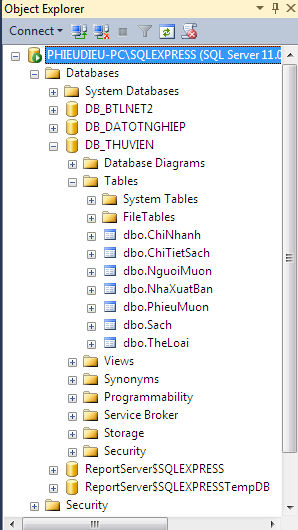 Object Explorer
Connect
PHIEUDIEU-PC\SQLEXPRESS (SQL Server 11.0
Databases
System Databases
DB_BTLNET2
DB_DATOTNGHIEP
DB_THUVIEN
Database Diagrams
Tables
System Tables
FileTables
dbo.ChiNhanh
dbo.ChiTietSach
dbo.NguoiMuon
dbo.NhaXuatBan
dbo.PhieuMuon
dbo.Sach
dbo.TheLoai
Views
Synonyms
Programmability
Service Broker
Storage
Security
ReportServer$SQLEXPRESS
ReportServer$SQLEXPRESSTempDB
Security